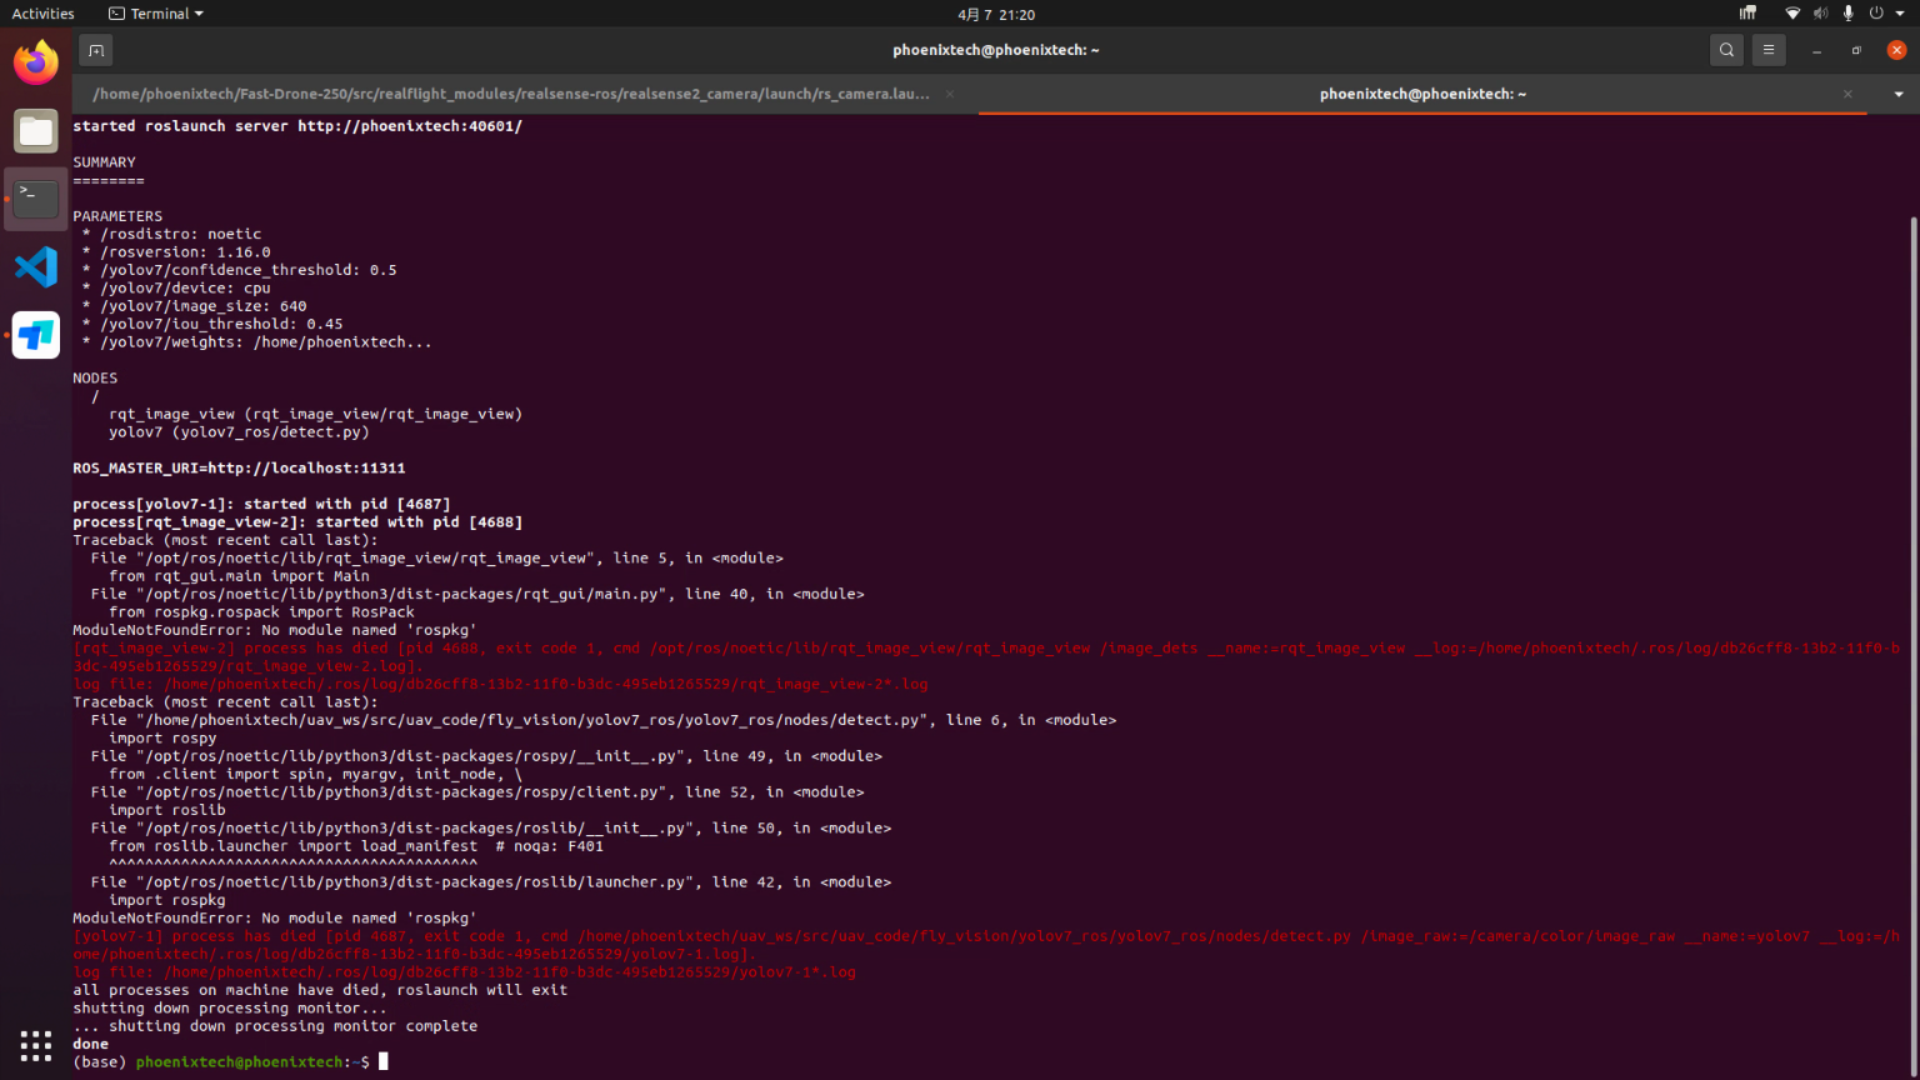 Activities
Terminal
4月 7 21:20
phoenixtech@phoenixtech: ~
/home/phoenixtech/Fast-Drone-250/src/realflight_modules/realsense-ros/realsense2_camera/launch/rs_camera.lau...
phoenixtech@phoenixtech: ~
started roslaunch server http://phoenixtech:40601/
SUMMARY
========
PARAMETERS
* /rosdistro: noetic
* /rosversion: 1.16.0
* /yolov7/confidence_threshold: 0.5
* /yolov7/device: cpu
* /yolov7/image_size: 640
* /yolov7/iou_threshold: 0.45
* /yolov7/weights: /home/phoenixtech...
NODES
/
rqt_image_view (rqt_image_view/rqt_image_view)
yolov7 (yolov7_ros/detect.py)
ROS_MASTER_URI=http://localhost:11311
process[yolov7-1]: started with pid [4687]
process[rqt_image_view-2]: started with pid [4688]
Traceback (most recent call last):
File "/opt/ros/noetic/lib/rqt_image_view/rqt_image_view", line 5, in <module>
from rqt_gui.main import Main
File "/opt/ros/noetic/lib/python3/dist-packages/rqt_gui/main.py", line 40, in <module>
from rospkg.rospack import RosPack
ModuleNotFoundError: No module named 'rospkg'
[rqt_image_view-2] process has died [pid 4688, exit code 1, cmd /opt/ros/noetic/lib/rqt_image_view/rqt_image_view /image_dets __name:=rqt_image_view __log:=/home/phoenixtech/.ros/log/db26cff8-13b2-11f0-b
3dc-495eb1265529/rqt_image_view-2.log].
log file: /home/phoenixtech/.ros/log/db26cff8-13b2-11f0-b3dc-495eb1265529/rqt_image_view-2*.log
Traceback (most recent call last):
File "/home/phoenixtech/uav_ws/src/uav_code/fly_vision/yolov7_ros/yolov7_ros/nodes/detect.py", line 6, in <module>
import rospy
File "/opt/ros/noetic/lib/python3/dist-packages/rospy/__init__.py", line 49, in <module>
from .client import spin, myargv, init_node, \
File "/opt/ros/noetic/lib/python3/dist-packages/rospy/client.py", line 52, in <module>
import roslib
File "/opt/ros/noetic/lib/python3/dist-packages/roslib/__init__.py", line 50, in <module>
from roslib.launcher import load_manifest  # noqa: F401
^^^^^^^^^^^^^^^^^^^^^^^^^^^^^^^^^^^^^^^^^
File "/opt/ros/noetic/lib/python3/dist-packages/roslib/launcher.py", line 42, in <module>
import rospkg
ModuleNotFoundError: No module named 'rospkg'
[yolov7-1] process has died [pid 4687, exit code 1, cmd /home/phoenixtech/uav_ws/src/uav_code/fly_vision/yolov7_ros/yolov7_ros/nodes/detect.py /image_raw:=/camera/color/image_raw __name:=yolov7 __log:=/h
ome/phoenixtech/.ros/log/db26cff8-13b2-11f0-b3dc-495eb1265529/yolov7-1.log].
log file: /home/phoenixtech/.ros/log/db26cff8-13b2-11f0-b3dc-495eb1265529/yolov7-1*.log
all processes on machine have died, roslaunch will exit
shutting down processing monitor...
... shutting down processing monitor complete
done
(base) phoenixtech@phoenixtech:~$